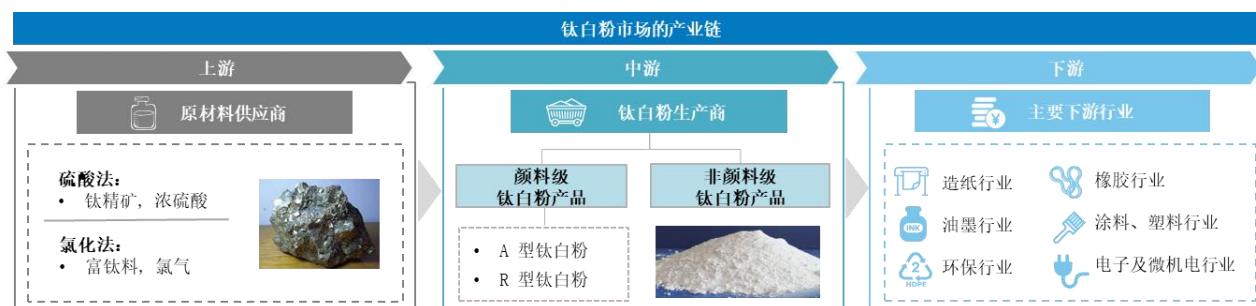 钛白粉市场的产业链
上游
原材料供应商
硫酸法：
• 钛精矿，浓硫酸
氯化法：
• 富钛料，氯气
中游
钛白粉生产商
颜料级
钛白粉产品
非颜料级
钛白粉产品
• A 型钛白粉
• R 型钛白粉
下游
¥
主要下游行业
造纸行业
橡胶行业
INK
油墨行业
涂料、塑料行业
2
HDPE
环保行业
电子及微机电行业